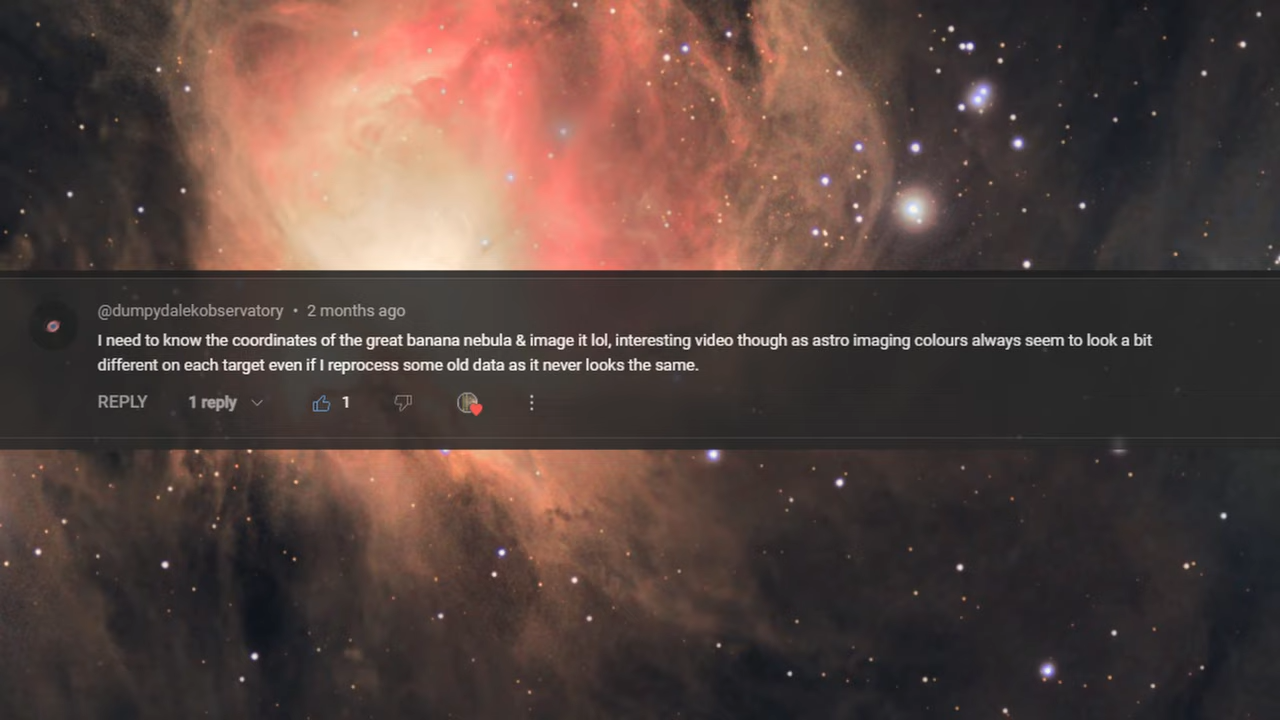 @dumpydalekobservatory • 2 months ago
I need to know the coordinates of the great banana nebula & image it lol, interesting video though as astro imaging colours always seem to look a bit
different on each target even if I reprocess some old data as it never looks the same.
REPLY 1 reply 1